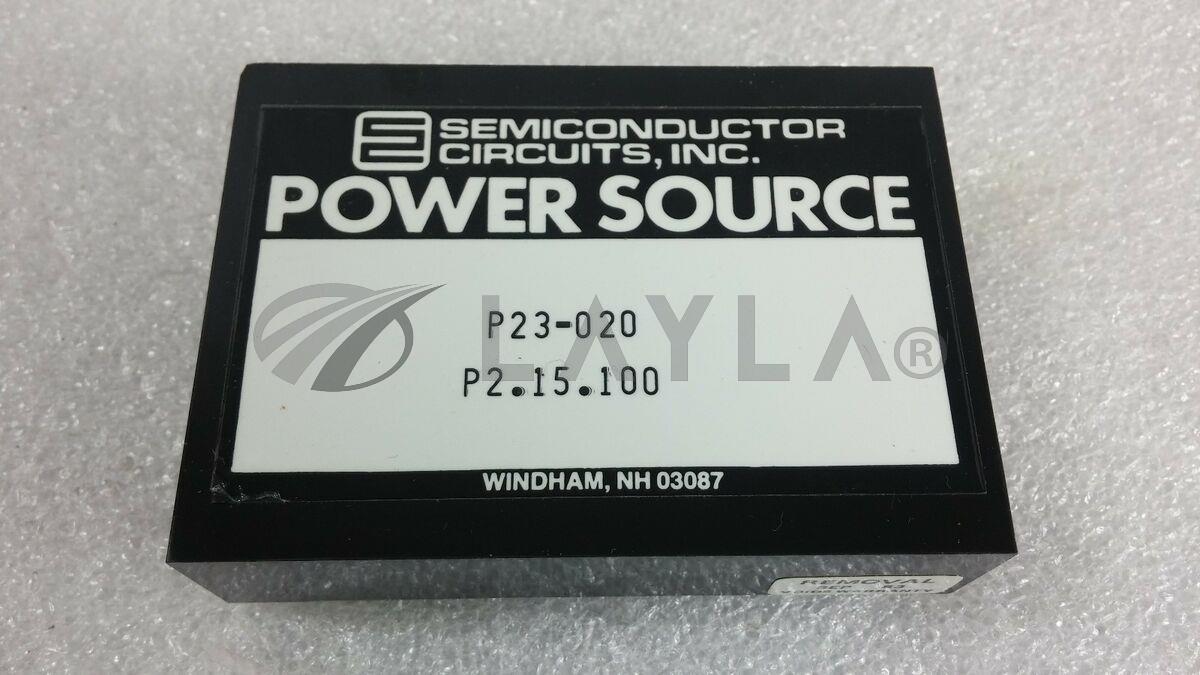 SEMICONDUCTOR
CIRCUITS, INC.
POWER SOURCE
P23-020
P2.15.100
LAYLA®
WINDHAM, NH 03087
REMOVAL